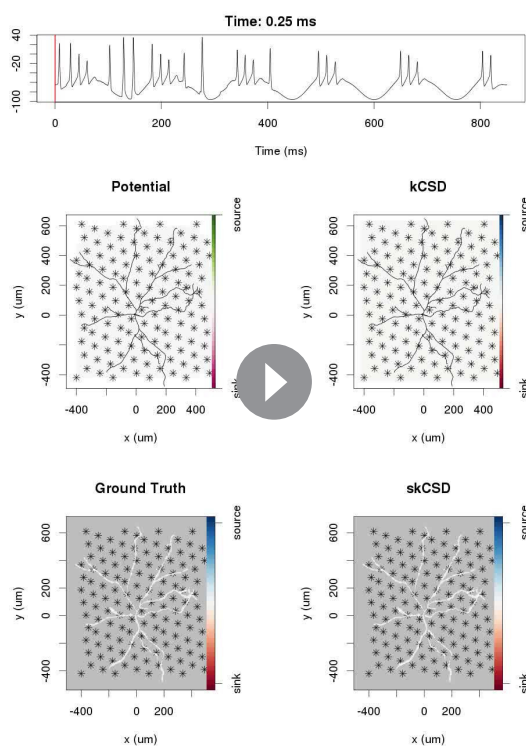 Time: 0.25 ms
40
-20
-100
0 200 400 600 800
Time (ms)
Potential
600
400
200
0
-400
y (um)
-400 0 200 400
x (um)
source
sink
kCSD
600
400
200
0
-400
y (um)
-400 0 200 400
x (um)
source
sink
Ground Truth
600
200
0
-400
y (um)
-400 0 200 400
x (um)
source
sink
skCSD
600
200
0
-400
y (um)
-400 0 200 400
x (um)
source
sink